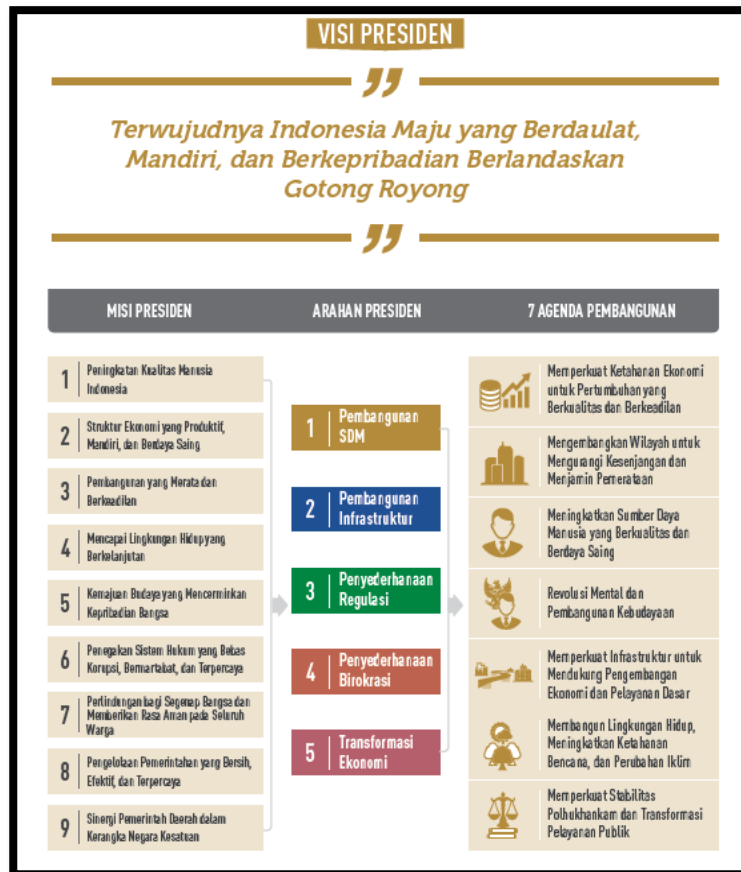 VISI PRESIDEN
”
Terwujudnya Indonesia Maju yang Berdaulat,
Mandiri, dan Berkepribadian Berlandaskan
Gotong Royong
”
MISI PRESIDEN
1
Peningkatan Kualitas Manusia
Indonesia
2
Struktur Ekonomi yang Produktif,
Mandiri, dan Berdaya Saing
3
Pembangunan yang Merata dan
Berkeadilan
4
Mencapai Lingkungan Hidup yang
Berkelanjutan
5
Kemajuan Budaya yang Mencerminkan
Kepribadian Bangsa
6
Penegakan Sistem Hukum yang Bebas
Korupsi, Bermartabat, dan Terpercaya
7
Perlindungan bagi Segenap Bangsa dan
Memberikan Rasa Aman pada Seluruh
Warga
8
Pengelolaan Pemerintahan yang Bersih,
Efektif, dan Terpercaya
9
Sinergi Pemerintah Daerah dalam
Kerangka Negara Kesatuan
ARAHAN PRESIDEN
1
Pembangunan
SDM
2
Pembangunan
Infrastruktur
3
Penyederhanaan
Regulasi
4
Penyederhanaan
Birokrasi
5
Transformasi
Ekonomi
7 AGENDA PEMBANGUNAN
Memperkuat Ketahanan Ekonomi
untuk Pertumbuhan yang
Berkualitas dan Berkeadilan
Mengembangkan Wilayah untuk
Mengurangi Kesenjangan dan
Menjamin Pemerataan
Meningkatkan Sumber Daya
Manusia yang Berkualitas dan
Berdaya Saing
Revolusi Mental dan
Pembangunan Kebudayaan
Memperkuat Infrastruktur untuk
Mendukung Pengembangan
Ekonomi dan Pelayanan Dasar
Membangun Lingkungan Hidup,
Meningkatkan Ketahanan
Bencana, dan Perubahan Iklim
Memperkuat Stabilitas
Polhukhankam dan Transformasi
Pelayanan Publik